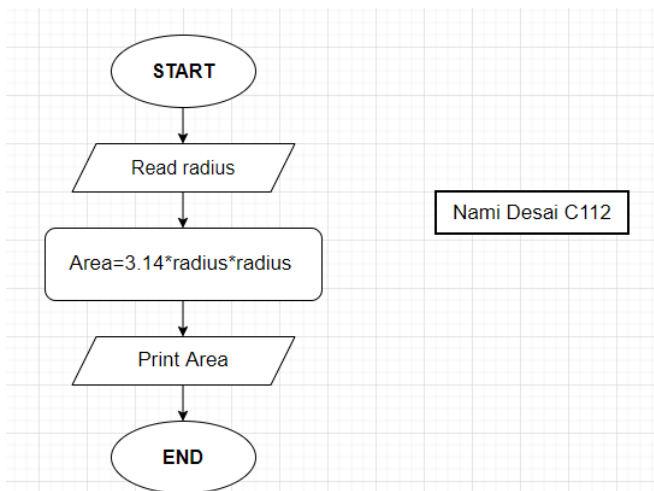 START
Read radius
Nami Desai C112
Area=3.14*radius*radius
Print Area
END